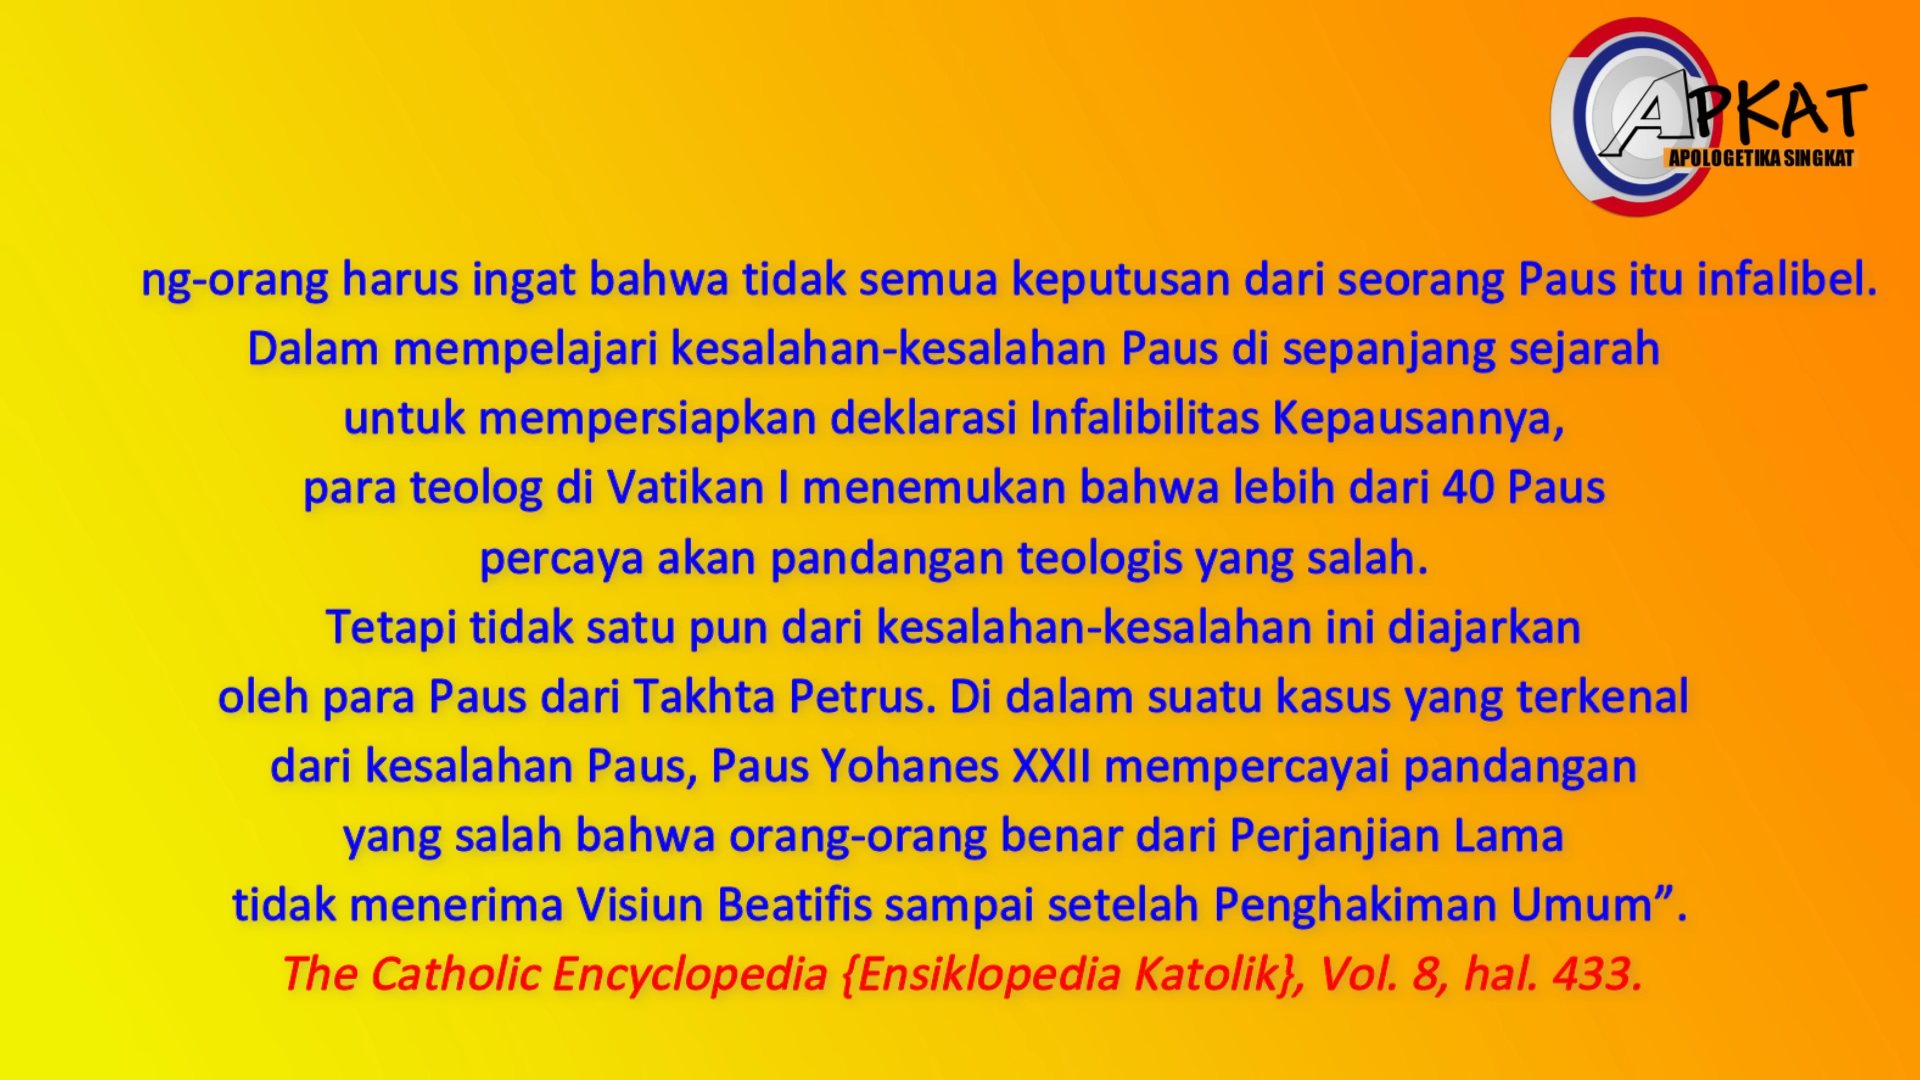 APKAT
APOLOGETIKA SINGKAT
ng-orang harus ingat bahwa tidak semua keputusan dari seorang Paus itu infalibel.
Dalam mempelajari kesalahan-kesalahan Paus di sepanjang sejarah
untuk mempersiapkan deklarasi Infalibilitas Kepausannya,
para teolog di Vatikan I menemukan bahwa lebih dari 40 Paus
percaya akan pandangan teologis yang salah.
Tetapi tidak satu pun dari kesalahan-kesalahan ini diajarkan
oleh para Paus dari Takhta Petrus. Di dalam suatu kasus yang terkenal
dari kesalahan Paus, Paus Yohanes XXII mempercayai pandangan
yang salah bahwa orang-orang benar dari Perjanjian Lama
tidak menerima Visiun Beatifis sampai setelah Penghakiman Umum”.
The Catholic Encyclopedia {Ensiklopedia Katolik}, Vol. 8, hal. 433.